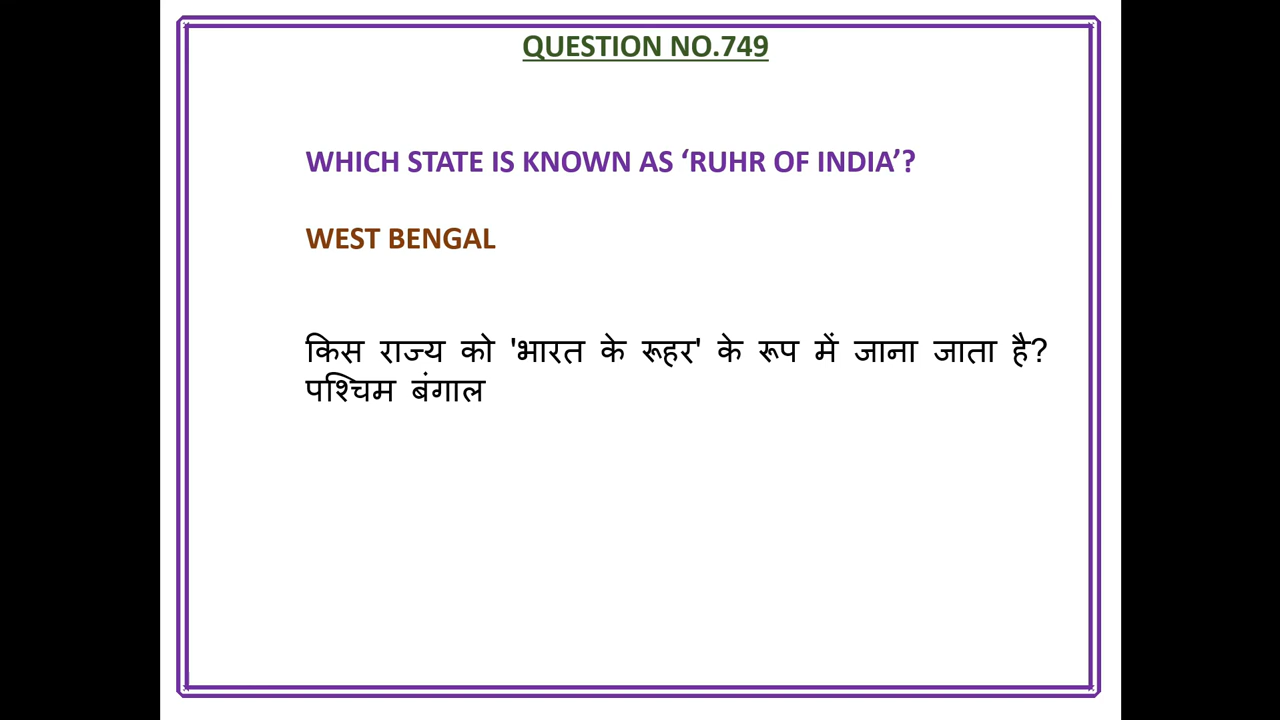 QUESTION NO.749
WHICH STATE IS KNOWN AS ‘RUHR OF INDIA’?
WEST BENGAL
किस राज्य को 'भारत के रूहर' के रूप में जाना जाता है?
पश्चिम बंगाल